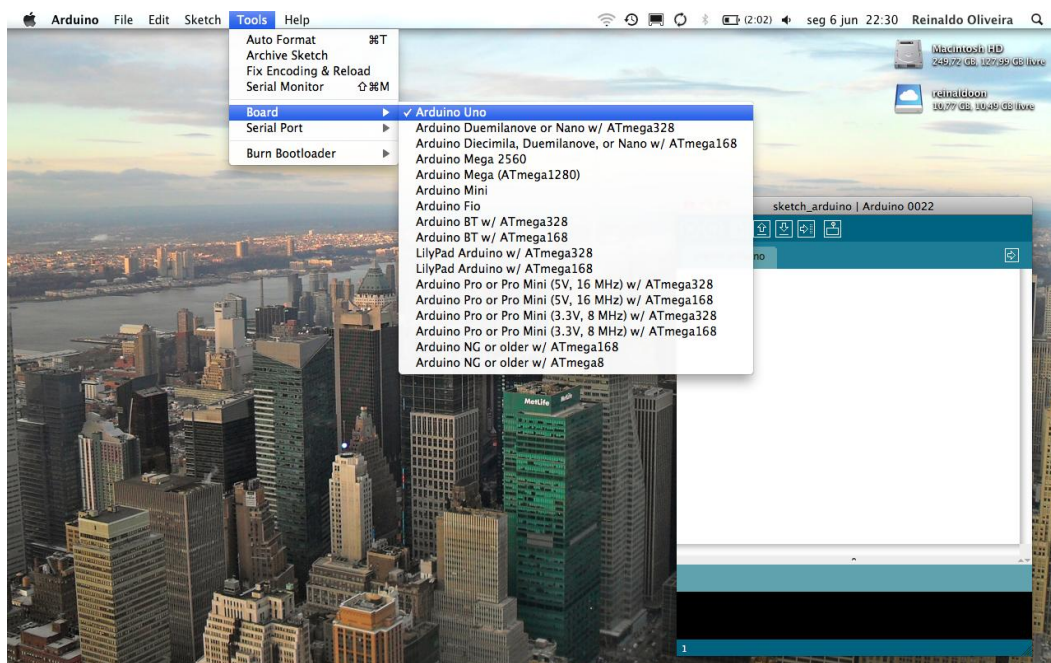 Arduino File Edit Sketch Tools Help (2:02) seg 6 jun 22:30 Reinaldo Oliveira
Auto Format ⌘T
Archive Sketch
Fix Encoding & Reload
Serial Monitor ⇧⌘M
Board
Serial Port
Burn Bootloader
✓ Arduino Uno
Arduino Duemilanove or Nano w/ ATmega328
Arduino Diecimila, Duemilanove, or Nano w/ ATmega168
Arduino Mega 2560
Arduino Mega (ATmega1280)
Arduino Mini
Arduino Fio
Arduino BT w/ ATmega328
Arduino BT w/ ATmega168
LilyPad Arduino w/ ATmega328
LilyPad Arduino w/ ATmega168
Arduino Pro or Pro Mini (5V, 16 MHz) w/ ATmega328
Arduino Pro or Pro Mini (5V, 16 MHz) w/ ATmega168
Arduino Pro or Pro Mini (3.3V, 8 MHz) w/ ATmega328
Arduino Pro or Pro Mini (3.3V, 8 MHz) w/ ATmega168
Arduino NG or older w/ ATmega168
Arduino NG or older w/ ATmega8
Macintosh HD
249,72 GB, 127,99 GB livre
reinaldoon
10,77 GB, 10,49 GB livre
sketch_arduino | Arduino 0022
no
1
MetLife